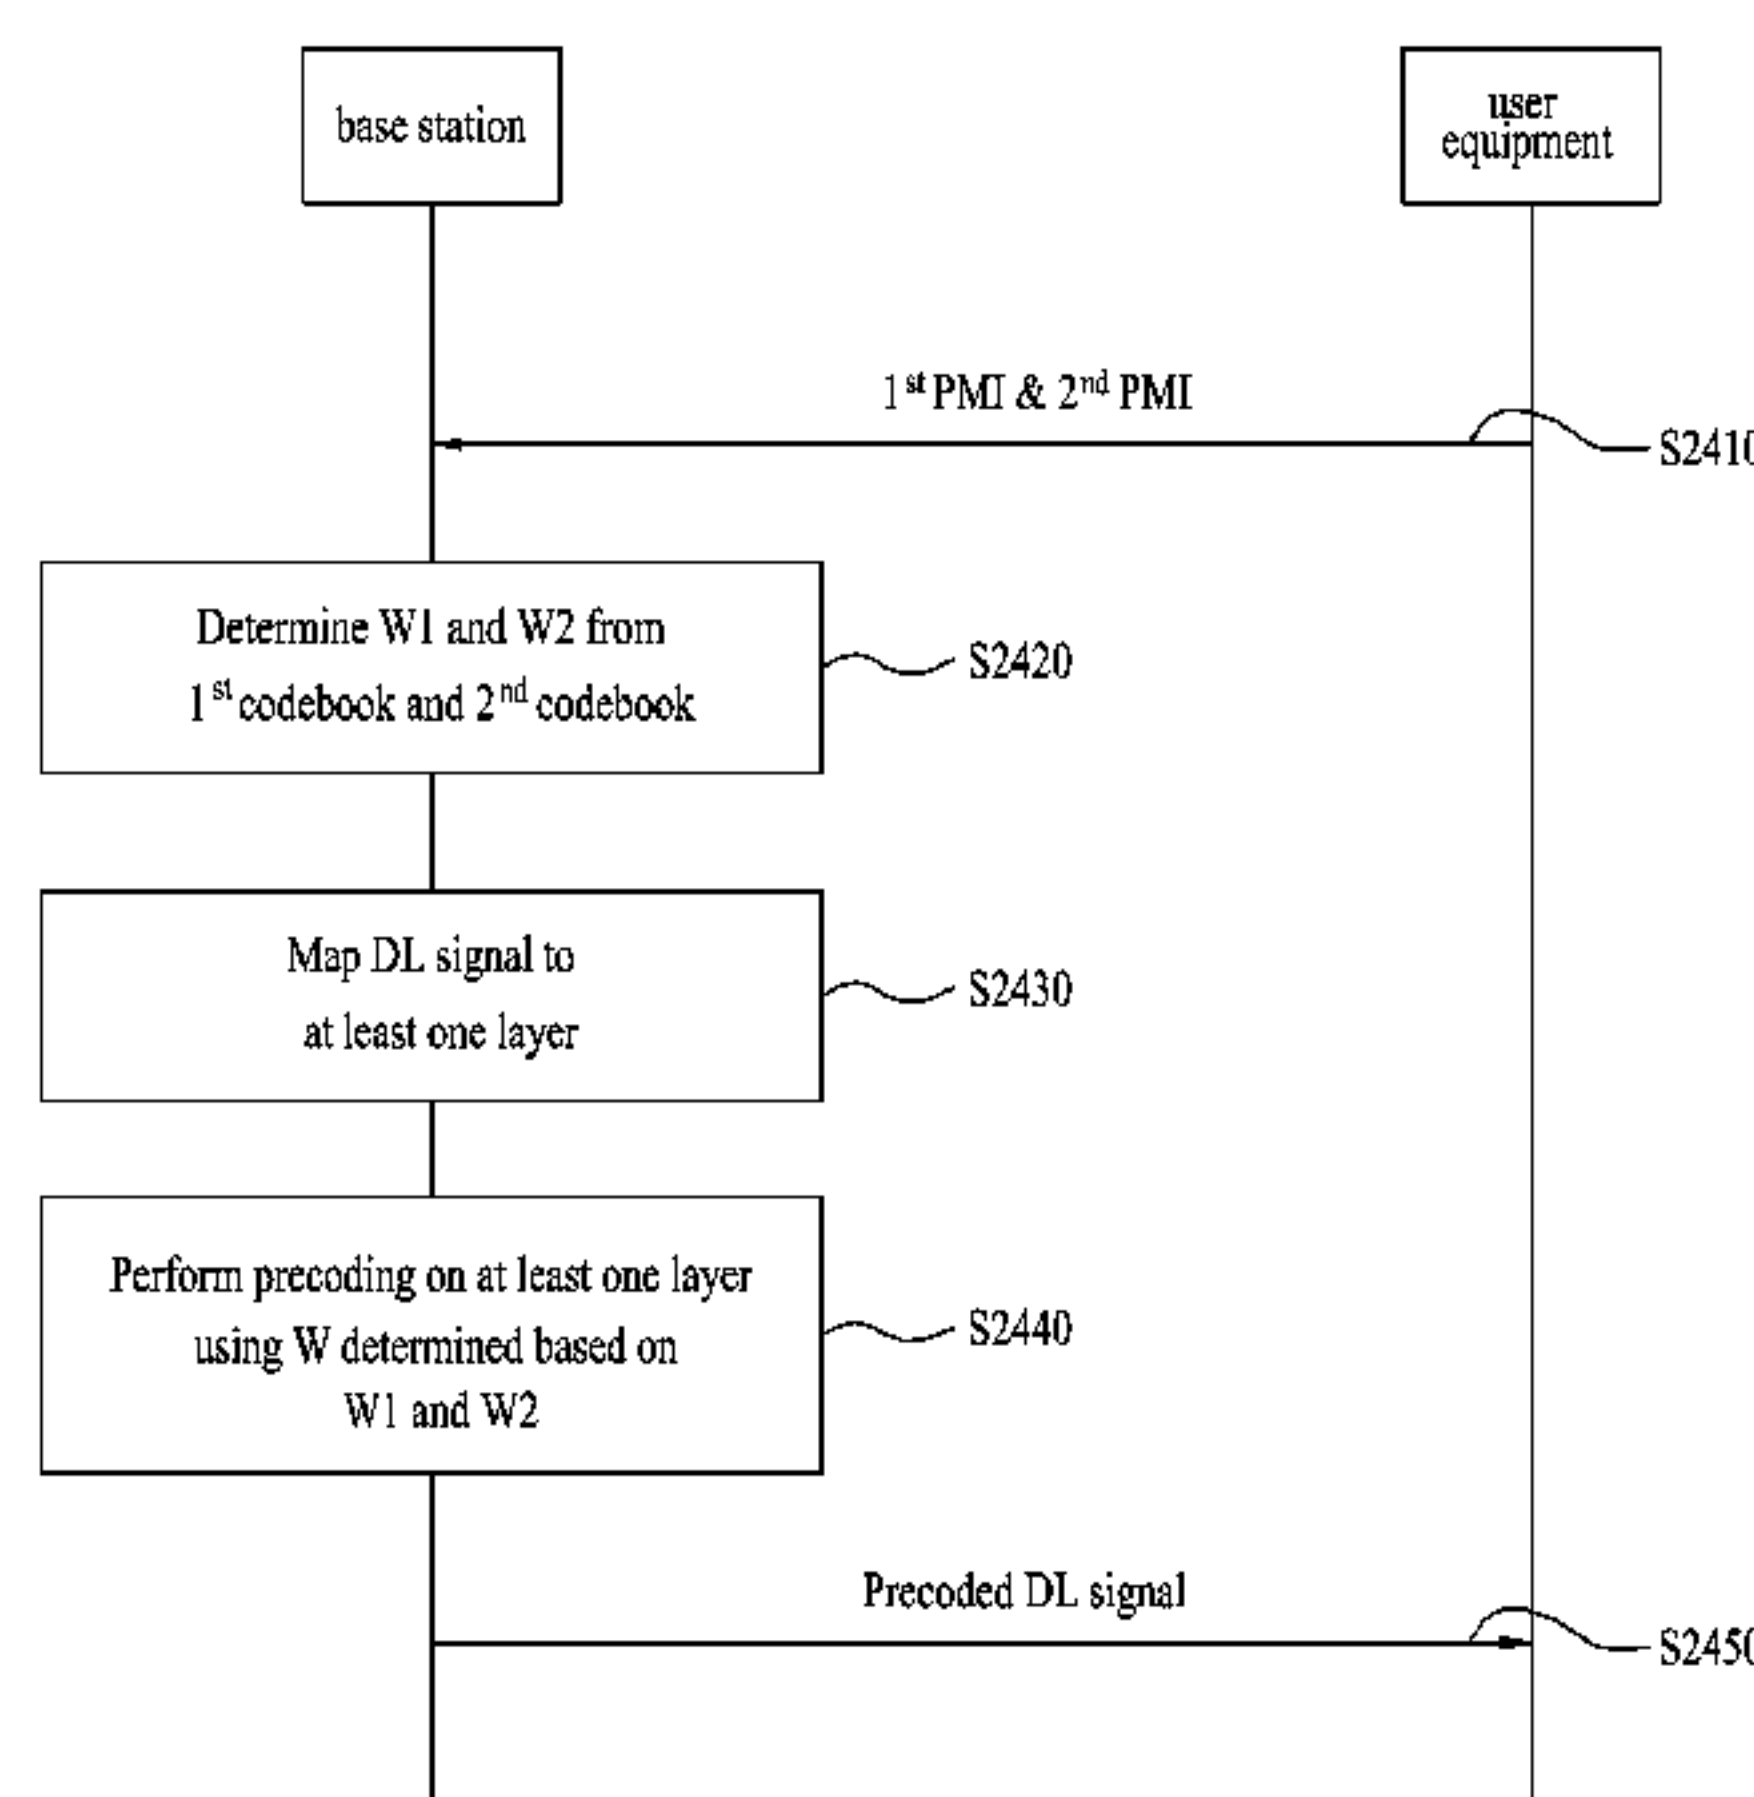 base station
user
equipment
1st PMI & 2nd PMI
S2410
Determine W1 and W2 from
1st codebook and 2nd codebook
S2420
Map DL signal to
at least one layer
S2430
Perform precoding on at least one layer
using W determined based on
W1 and W2
S2440
Precoded DL signal
S2450